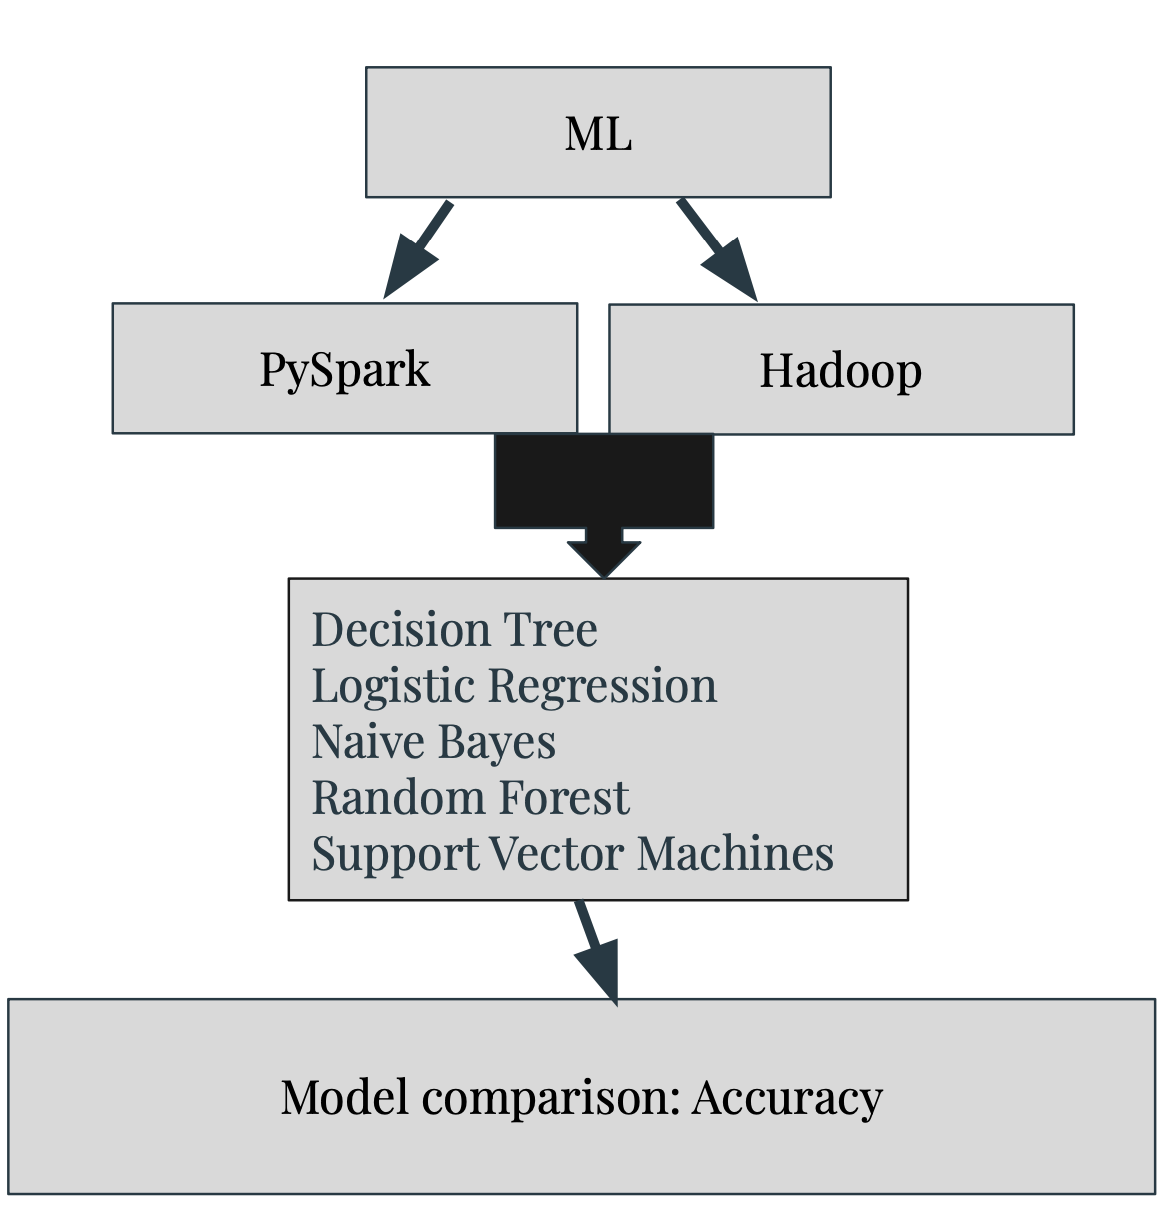 ML
PySpark
Hadoop
Decision Tree
Logistic Regression
Naive Bayes
Random Forest
Support Vector Machines
Model comparison: Accuracy